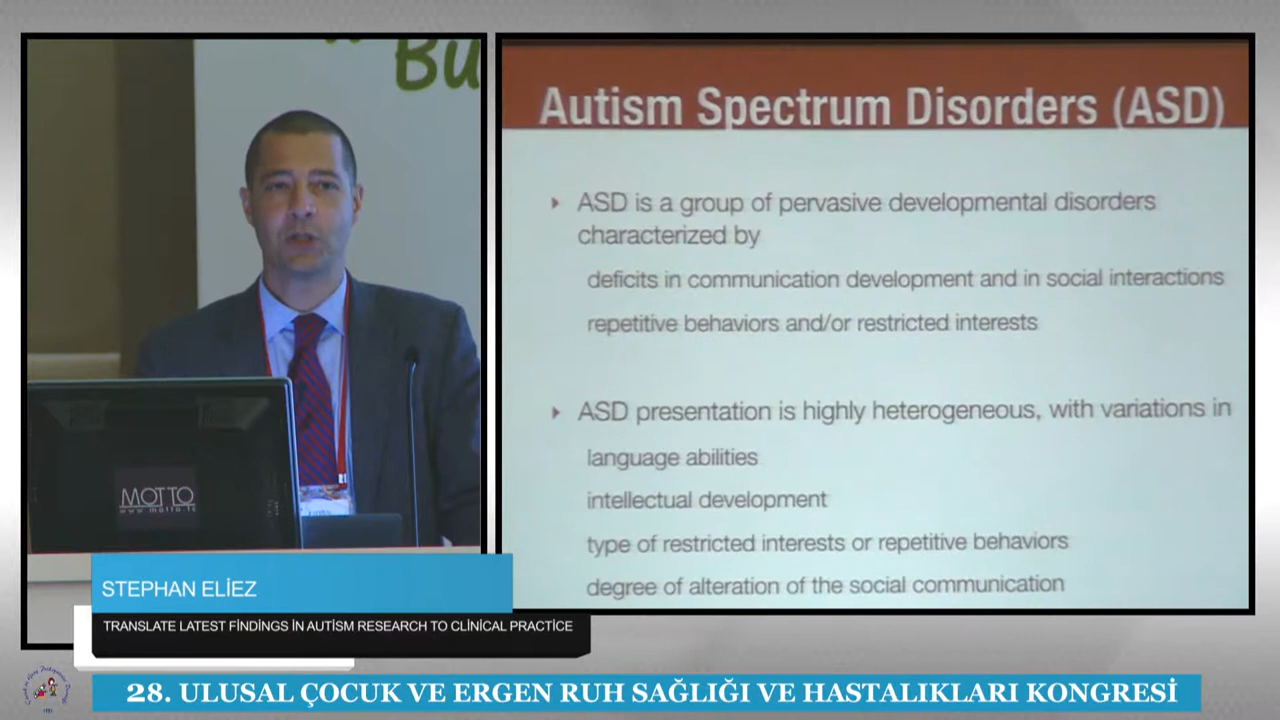 Bu
Autism Spectrum Disorders (ASD)
ASD is a group of pervasive developmental disorders
characterized by
deficits in communication development and in social interactions
repetitive behaviors and/or restricted interests
ASD presentation is highly heterogeneous, with variations in
language abilities
intellectual development
type of restricted interests or repetitive behaviors
degree of alteration of the social communication
MOTTO
STEPHAN ELİEZ
TRANSLATE LATEST FİNDİNGS İN AUTİSM RESEARCH TO CLİNİCAL PRACTİCE
28. ULUSAL ÇOCUK VE ERGEN RUH SAĞLIĞI VE HASTALIKLARI KONGRESİ